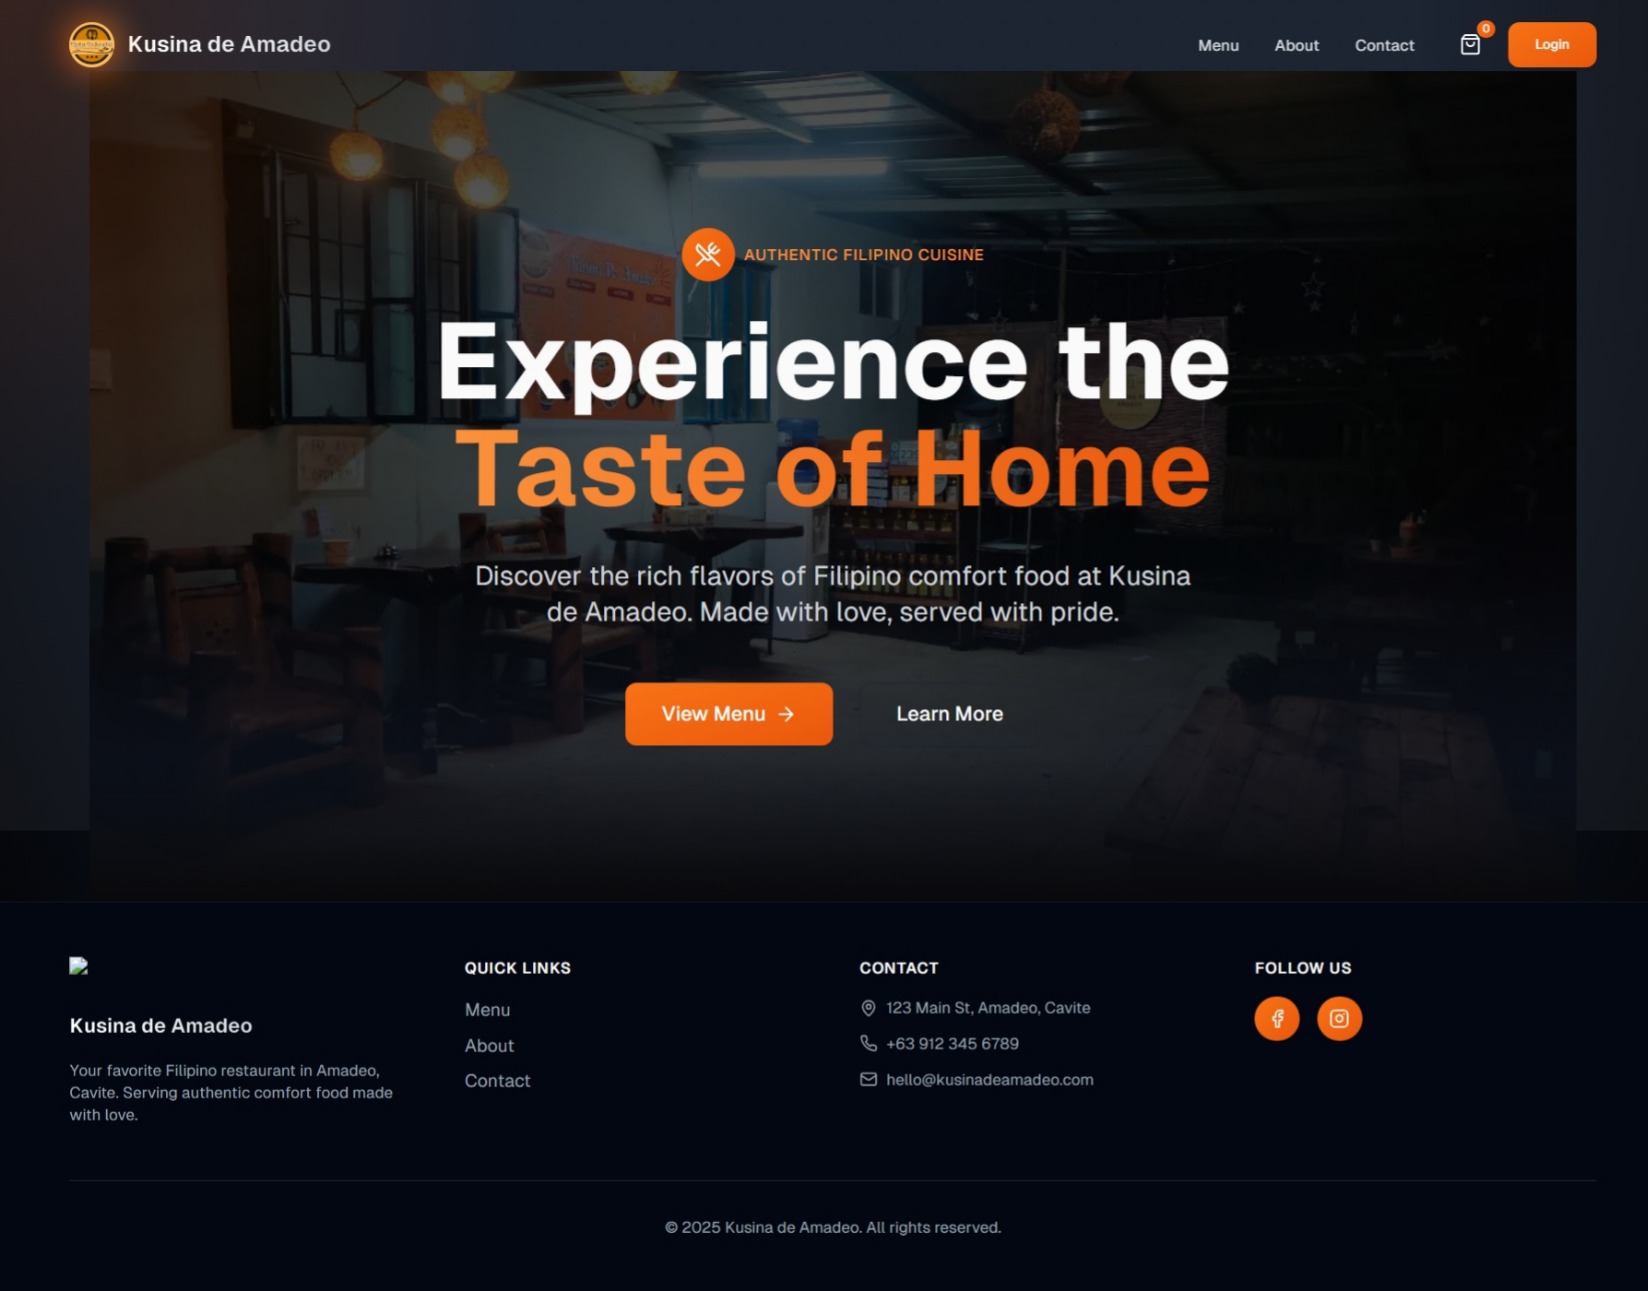 Kusina de Amadeo
Menu
About
Contact
0
Login
AUTHENTIC FILIPINO CUISINE
Experience the
Taste of Home
Discover the rich flavors of Filipino comfort food at Kusina
de Amadeo. Made with love, served with pride.
View Menu →
Learn More
Kusina de Amadeo
Your favorite Filipino restaurant in Amadeo,
Cavite. Serving authentic comfort food made
with love.
QUICK LINKS
Menu
About
Contact
CONTACT
123 Main St, Amadeo, Cavite
+63 912 345 6789
hello@kusinadeamadeo.com
FOLLOW US
© 2025 Kusina de Amadeo. All rights reserved.